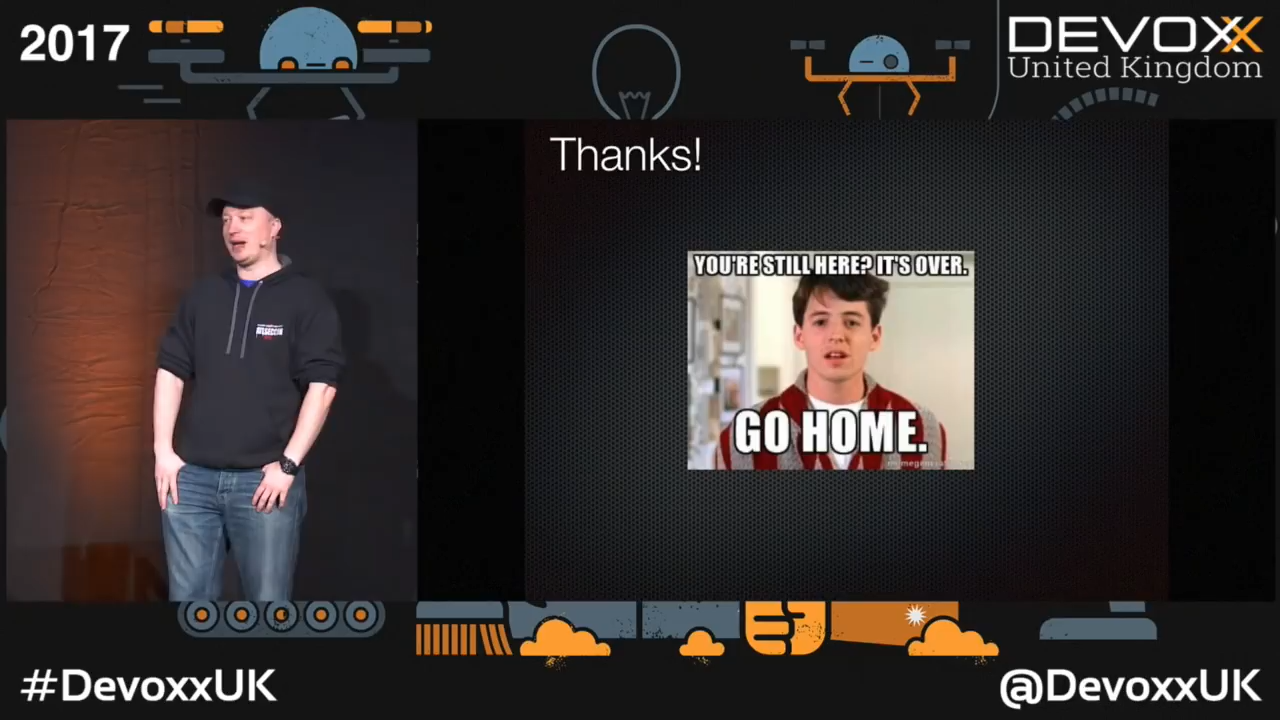 2017
DEVOXX
United Kingdom
Thanks!
YOU'RE STILL HERE? IT'S OVER.
GO HOME.
#DevoxxUK
@DevoxxUK